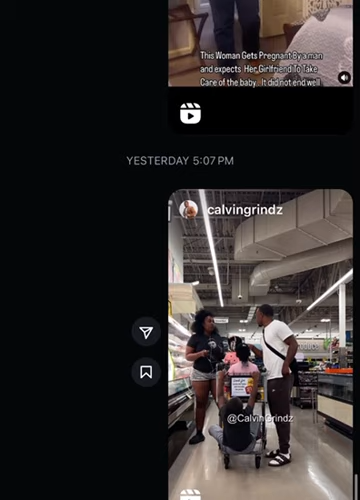 This Woman Gets Pregnant By a man
and expects Her Girlfriend To Take
Care of the baby. It did not end well
YESTERDAY 5:07 PM
calvingrindz
@CalvinGrindz